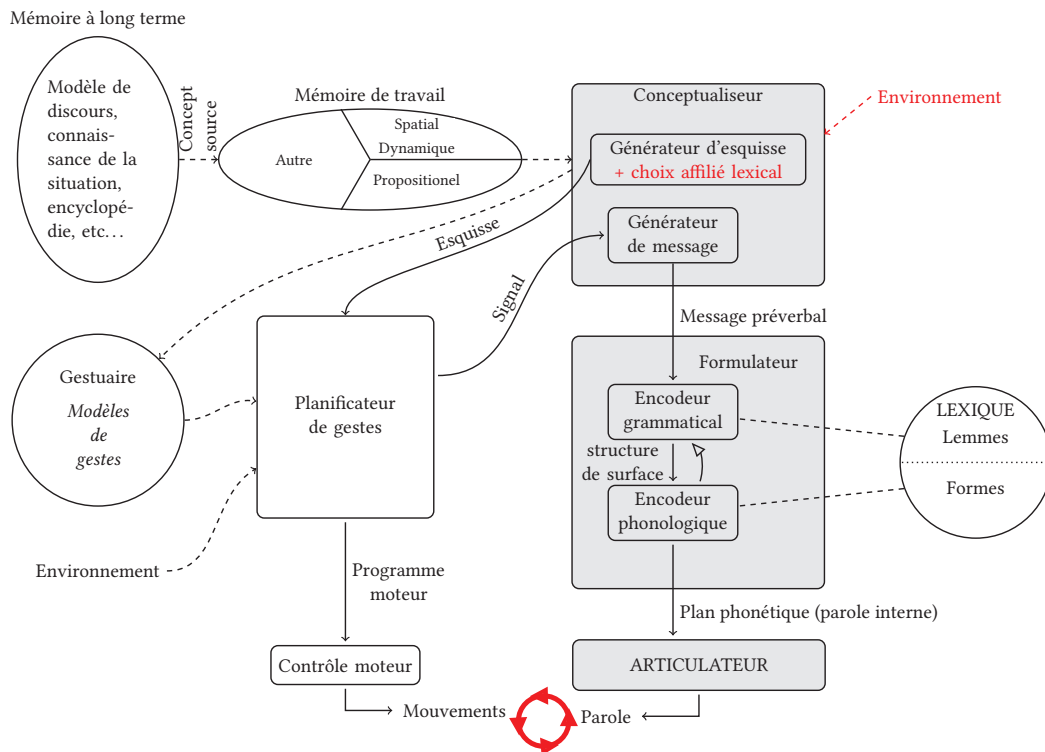 Mémoire à long terme
Modèle de
discours,
connais-
sance de la
situation,
encyclopé-
die, etc…
Concept
source
Mémoire de travail
Autre
Spatial
Dynamique
Propositionel
Conceptualiseur
Environnement
Générateur d'esquisse
+ choix affilié lexical
Générateur
de message
Esquisse
Signal
Message préverbal
Gestuaire
Modèles
de
gestes
Planificateur
de gestes
Formulateur
Encodeur
grammatical
structure
de surface
Encodeur
phonologique
LEXIQUE
Lemmes
Formes
Environnement
Programme
moteur
Plan phonétique (parole interne)
Contrôle moteur
ARTICULATEUR
Mouvements
Parole